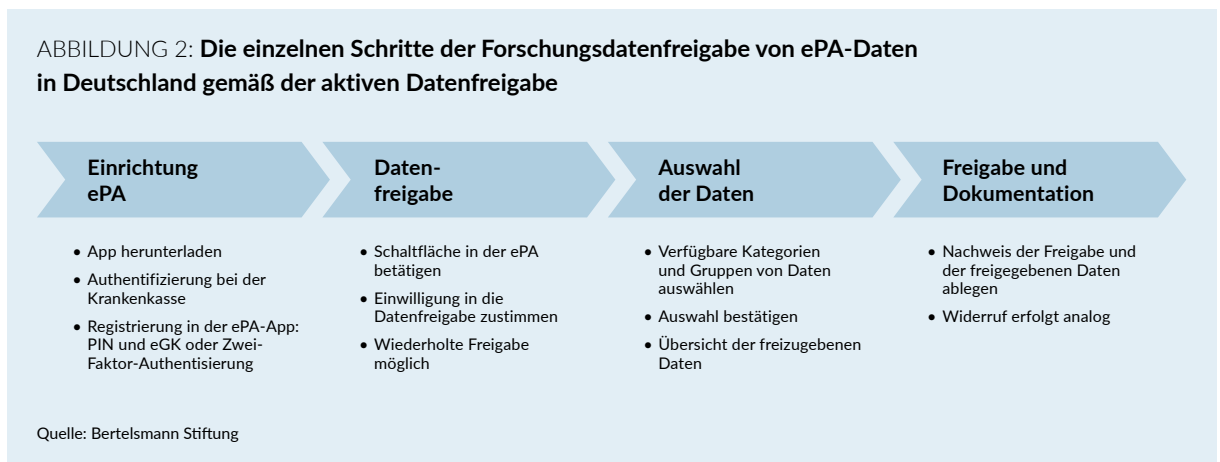 ABBILDUNG 2: Die einzelnen Schritte der Forschungsdatenfreigabe von ePA-Daten
in Deutschland gemäß der aktiven Datenfreigabe
Einrichtung
ePA
• App herunterladen
• Authentifizierung bei der
Krankenkasse
• Registrierung in der ePA-App:
PIN und eGK oder Zwei-
Faktor-Authentisierung
Daten-
freigabe
• Schaltfläche in der ePA
betätigen
• Einwilligung in die
Datenfreigabe zustimmen
• Wiederholte Freigabe
möglich
Auswahl
der Daten
• Verfügbare Kategorien
und Gruppen von Daten
auswählen
• Auswahl bestätigen
• Übersicht der freizugebenen
Daten
Freigabe und
Dokumentation
• Nachweis der Freigabe und
der freigegebenen Daten
ablegen
• Widerruf erfolgt analog
Quelle: Bertelsmann Stiftung